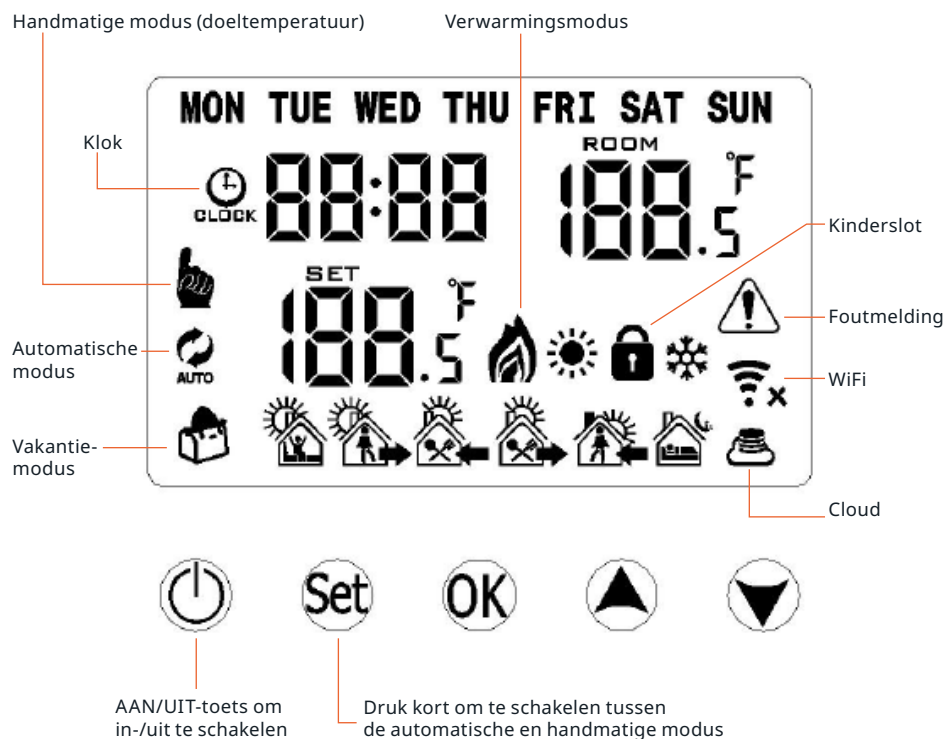 Handmatige modus (doeltemperatuur)
Verwarmingsmodus
MON TUE WED THU FRI SAT SUN
Klok
CLOCK
88:88
ROOM
188.5
°F
Kinderslot
SET
188.5
°F
Foutmelding
Automatische
modus
AUTO
WiFi
Vakantie-
modus
Cloud
Set
OK
AAN/UIT-toets om
in-/uit te schakelen
Druk kort om te schakelen tussen
de automatische en handmatige modus